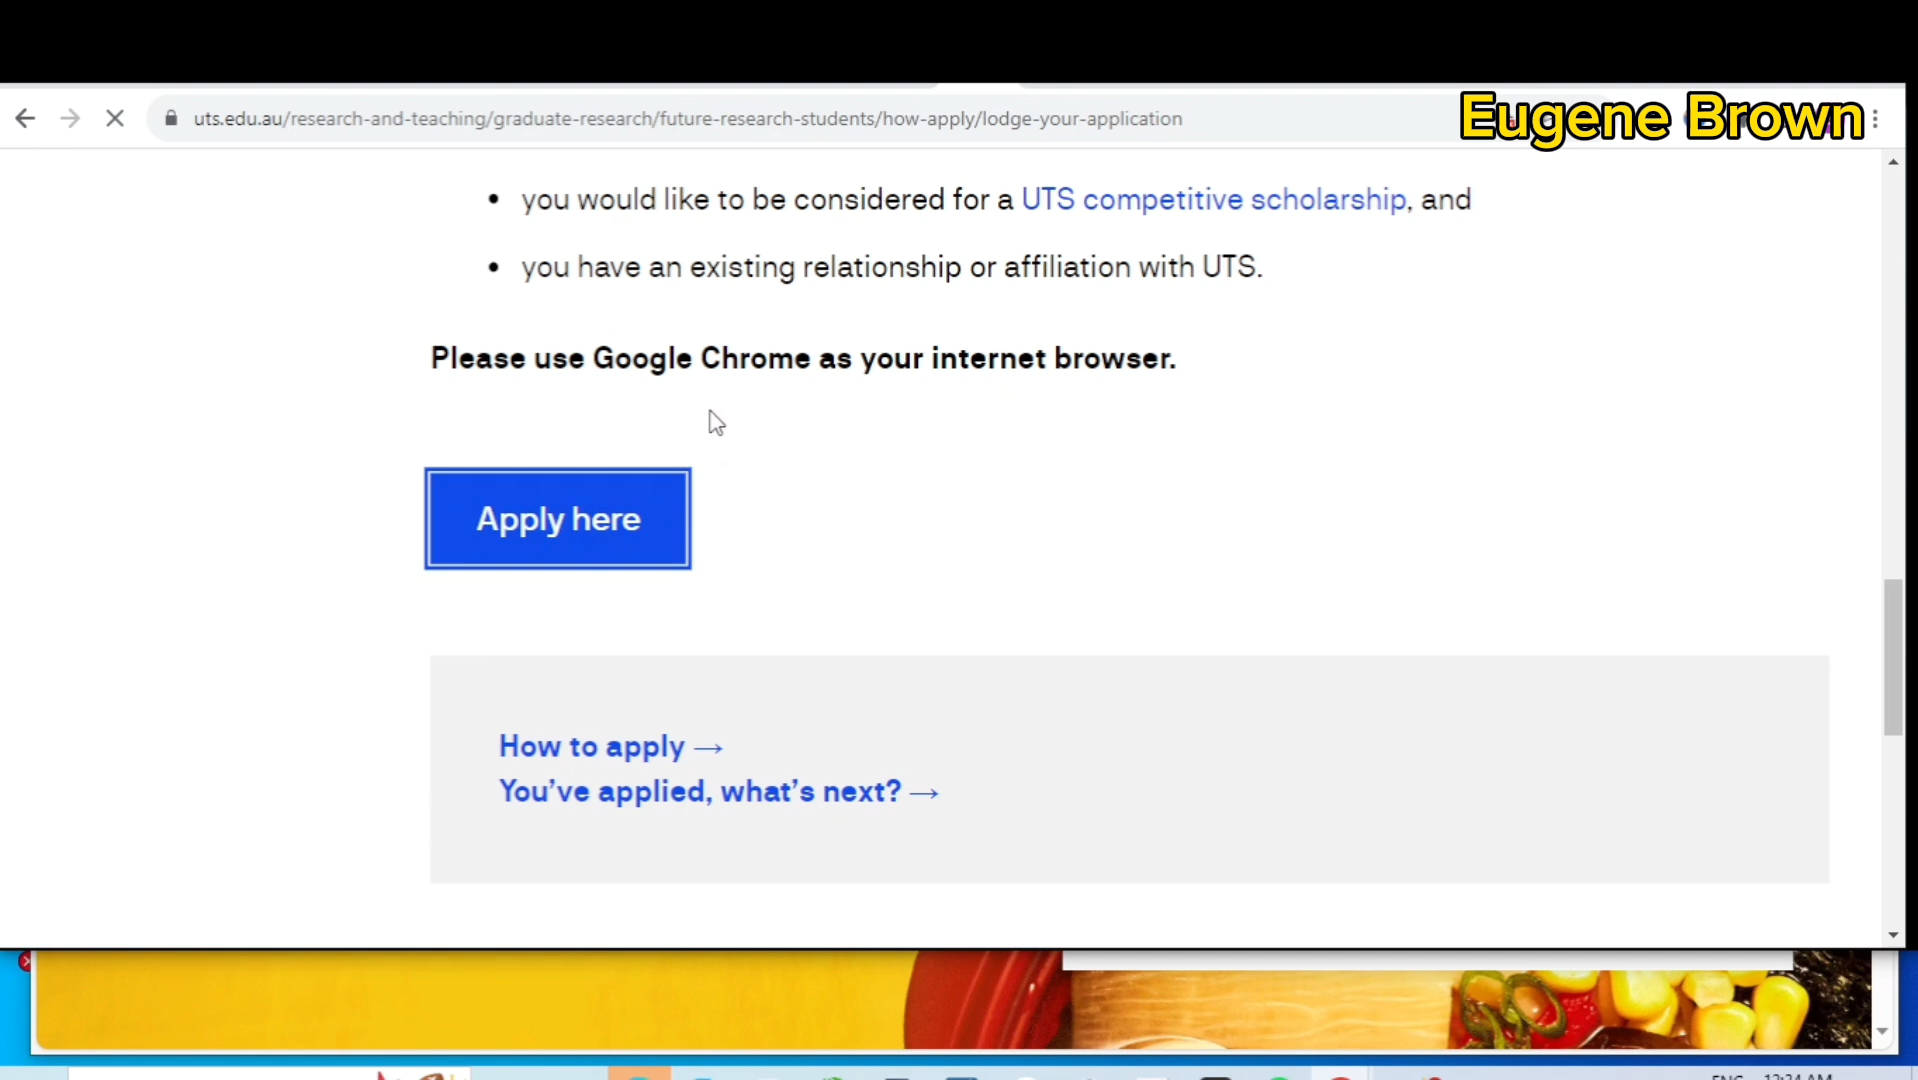 uts.edu.au/research-and-teaching/graduate-research/future-research-students/how-apply/lodge-your-application
Eugene Brown
• you would like to be considered for a UTS competitive scholarship, and
• you have an existing relationship or affiliation with UTS.
Please use Google Chrome as your internet browser.
Apply here
How to apply →
You’ve applied, what’s next? →